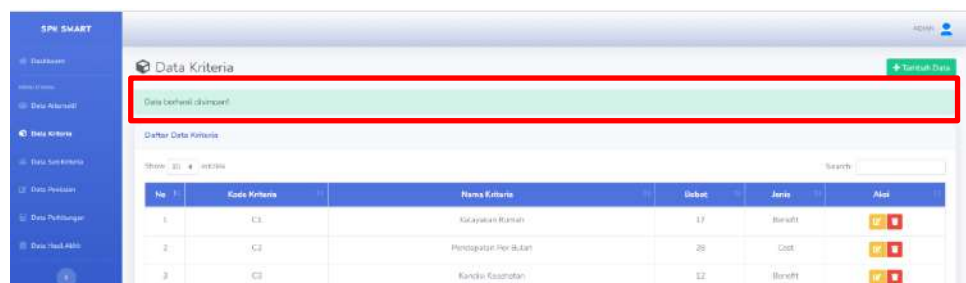 SPK SMART
ADMIN
Dashboard
Data Kriteria
+ Tambah Data
Data Alternatif
Data berhasil disimpan!
Data Kriteria
Daftar Data Kriteria
Data Sub Kriteria
Show 10 entries
Search:
Data Penilaian
No Kode Kriteria Nama Kriteria Bobot Jenis Aksi
Data Perhitungan
1 C1 Kelayakan Rumah 17 Benefit
Data Hasil Akhir
2 C2 Pendapatan Per Bulan 28 Cost
3 C3 Kondisi Kesehatan 12 Benefit